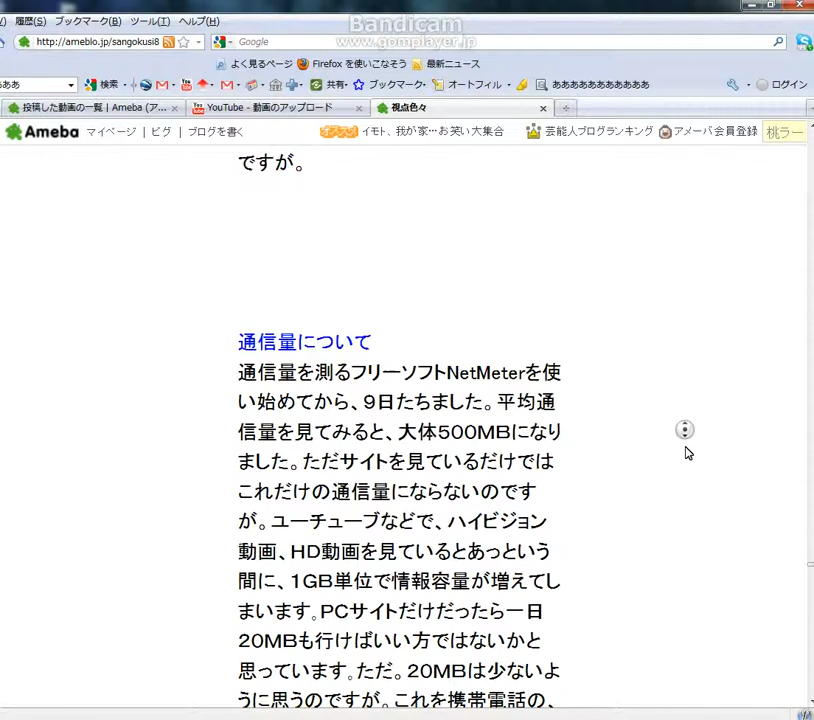 履歴(S) ブックマーク(B) ツール(T) ヘルプ(H)
Bandicam
www.gomplayer.jp
http://ameblo.jp/sangokusi8 Google
よく見るページ Firefox を使いこなそう 最新ニュース
ああ 検索 共有 ブックマーク オートフィル あああああああああああ ログイン
投稿した動画の一覧 | Ameba (ア... YouTube - 動画のアップロード 視点色々
Ameba マイページ | ピグ | ブログを書く オススメ イモト、我が家…お笑い大集合 芸能人ブログランキング アメーバ会員登録 桃ラー
ですが。
通信量について
通信量を測るフリーソフトNetMeterを使
い始めてから、9日たちました。平均通
信量を見てみると、大体500MBになり
ました。ただサイトを見ているだけでは
これだけの通信量にならないのです
が。ユーチューブなどで、ハイビジョン
動画、HD動画を見ているとあっという
間に、1GB単位で情報容量が増えてし
まいます。PCサイトだけだったら一日
20MBも行けばいい方ではないかと
思っています。ただ。20MBは少ないよ
うに思うのですが。これを携帯電話の、